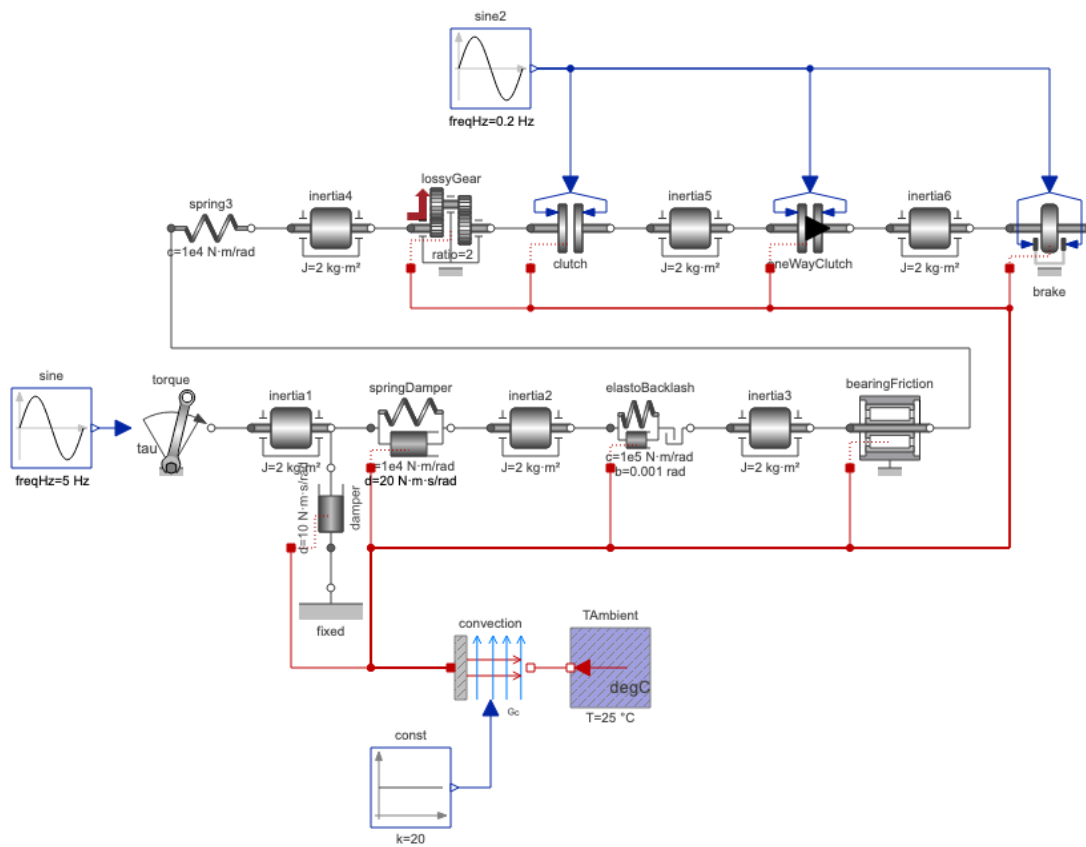 sine2
freqHz=0.2 Hz
lossyGear
inertia4
inertia5
inertia6
spring3
c=1e4 N·m/rad
J=2 kg·m²
ratio=2
clutch
J=2 kg·m²
neWayClutch
J=2 kg·m²
brake
sine
torque
springDamper
elastoBacklash
bearingFriction
inertia1
inertia2
inertia3
tau
freqHz=5 Hz
J=2 kg·m²
=1e4 N·m/rad
d=20 N·m·s/rad
J=2 kg·m²
c=1e5 N·m/rad
b=0.001 rad
J=2 kg·m²
d=10 N·m·s/rad
damper
fixed
convection
TAmbient
degC
Gc
T=25 °C
const
k=20